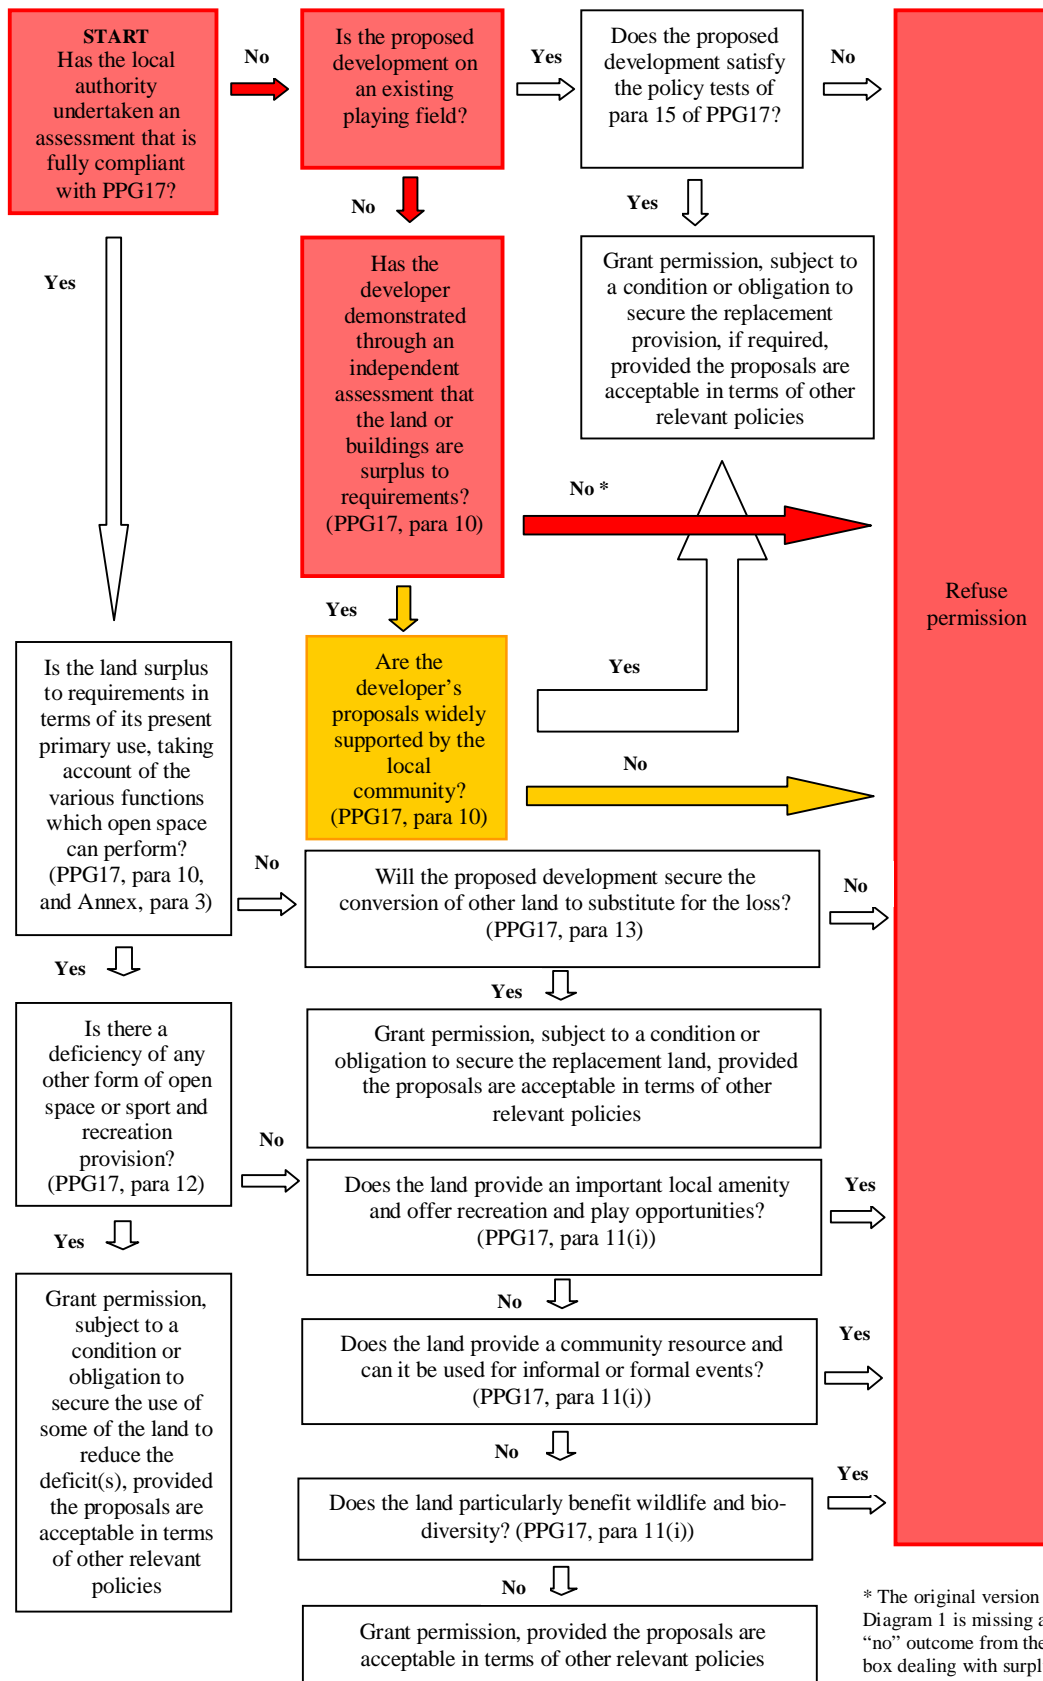 START
Has the local
authority
undertaken an
assessment that is
fully compliant
with PPG17?
No
Is the proposed
development on
an existing
playing field?
Yes
Does the proposed
development satisfy
the policy tests of
para 15 of PPG17?
No
Refuse
permission
No
Yes
Yes
Has the
developer
demonstrated
through an
independent
assessment that
the land or
buildings are
surplus to
requirements?
(PPG17, para 10)
Grant permission, subject to
a condition or obligation to
secure the replacement
provision, if required,
provided the proposals are
acceptable in terms of other
relevant policies
No *
Yes
Are the
developer’s
proposals widely
supported by the
local
community?
(PPG17, para 10)
Yes
No
Is the land surplus
to requirements in
terms of its present
primary use, taking
account of the
various functions
which open space
can perform?
(PPG17, para 10,
and Annex, para 3)
No
Will the proposed development secure the
conversion of other land to substitute for the loss?
(PPG17, para 13)
No
Yes
Yes
Is there a
deficiency of any
other form of open
space or sport and
recreation
provision?
(PPG17, para 12)
Grant permission, subject to a condition or
obligation to secure the replacement land, provided
the proposals are acceptable in terms of other
relevant policies
No
Does the land provide an important local amenity
and offer recreation and play opportunities?
(PPG17, para 11(i))
Yes
Yes
Grant permission,
subject to a
condition or
obligation to
secure the use of
some of the land to
reduce the
deficit(s), provided
the proposals are
acceptable in terms
of other relevant
policies
No
Does the land provide a community resource and
can it be used for informal or formal events?
(PPG17, para 11(i))
Yes
No
Does the land particularly benefit wildlife and bio-
diversity? (PPG17, para 11(i))
Yes
No
Grant permission, provided the proposals are
acceptable in terms of other relevant policies
* The original version
Diagram 1 is missing a
“no” outcome from the
box dealing with